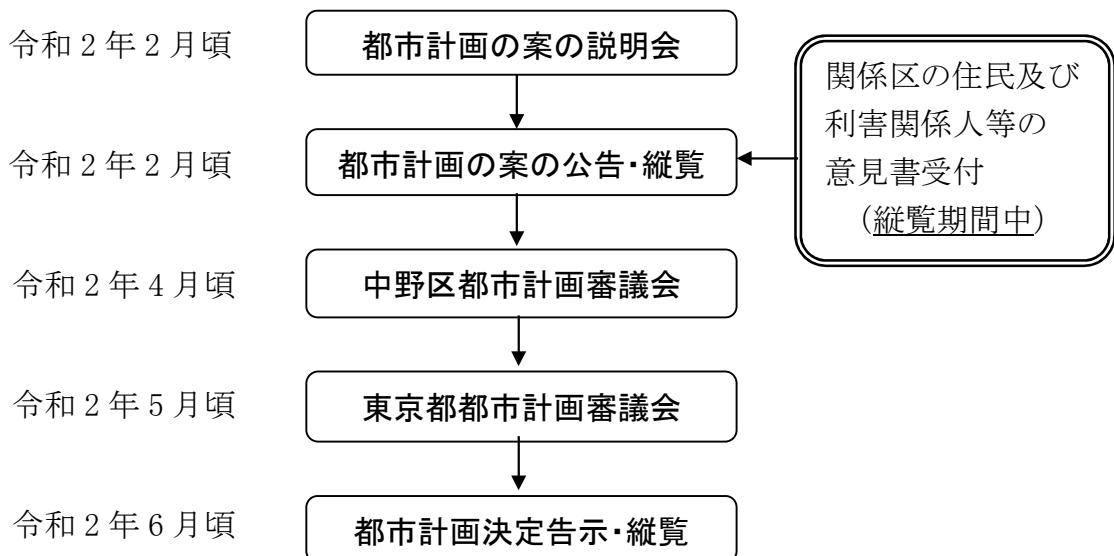 令和２年２月頃
都市計画の案の説明会
令和２年２月頃
都市計画の案の公告・縦覧
関係区の住民及び
利害関係人等の
意見書受付
（縦覧期間中）
令和２年４月頃
中野区都市計画審議会
令和２年５月頃
東京都都市計画審議会
令和２年６月頃
都市計画決定告示・縦覧